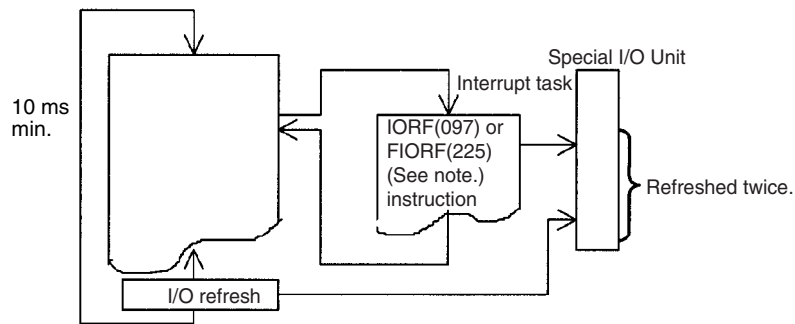 Special I/O Unit
Interrupt task
10 ms
min.
IORF(097) or
FIORF(225)
(See note.)
instruction
Refreshed twice.
I/O refresh